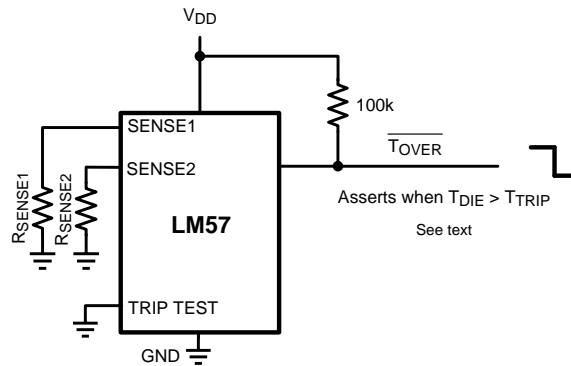 VDD
100k
SENSE1
TOVER
SENSE2
RSENSE1
RSENSE2
Asserts when TDIE > TTRIP
LM57
See text
TRIP TEST
GND